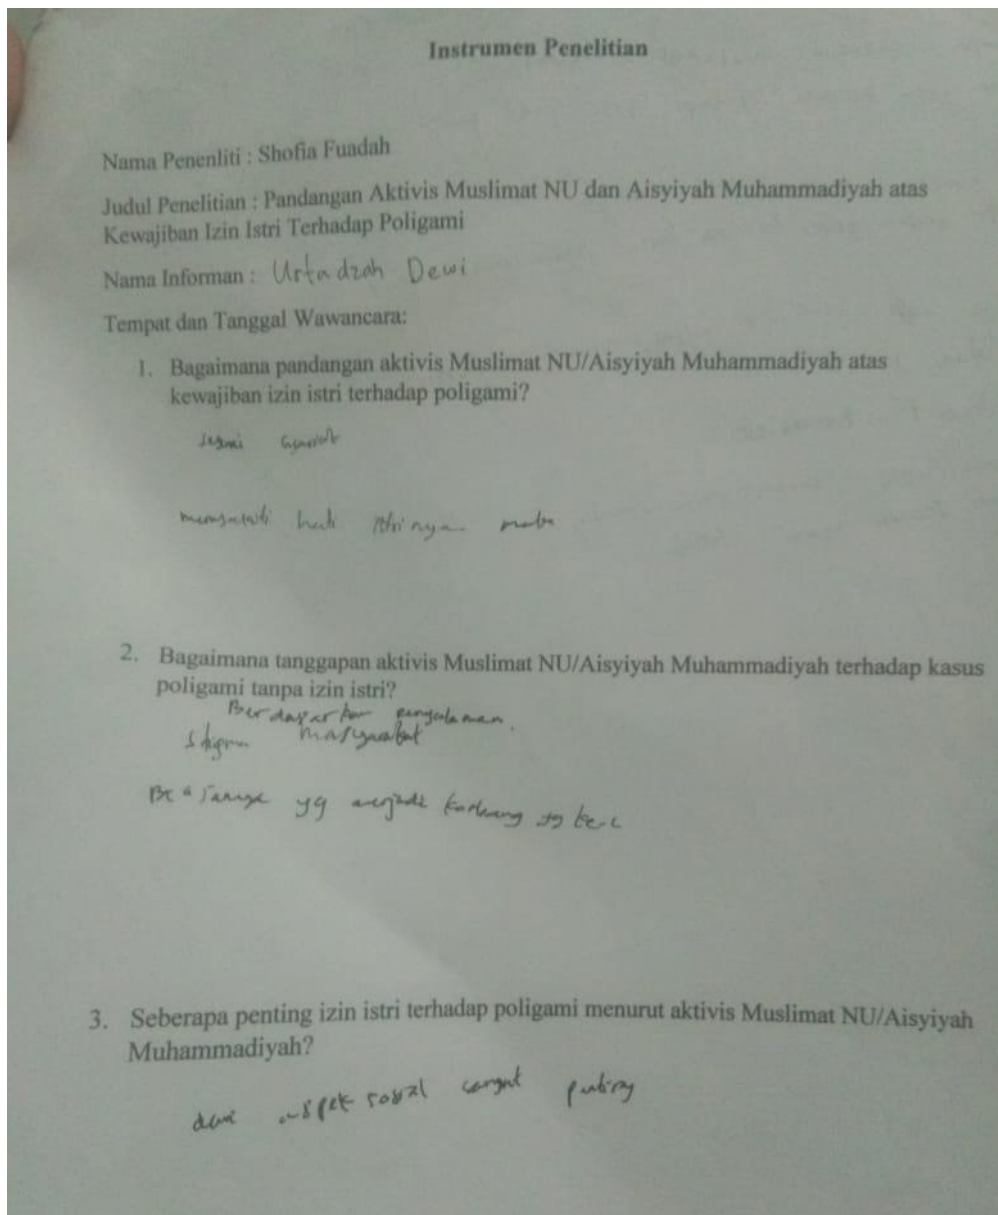 Instrumen Penelitian
Nama Penenliti : Shofia Fuadah
Judul Penelitian : Pandangan Aktivis Muslimat NU dan Aisyiyah Muhammadiyah atas
Kewajiban Izin Istri Terhadap Poligami
Nama Informan : Ustadzah Dewi
Tempat dan Tanggal Wawancara:
1. Bagaimana pandangan aktivis Muslimat NU/Aisyiyah Muhammadiyah atas
kewajiban izin istri terhadap poligami?
hati istrinya
2. Bagaimana tanggapan aktivis Muslimat NU/Aisyiyah Muhammadiyah terhadap kasus
poligami tanpa izin istri?
Berdasarkan pengalaman.
stigma masyarakat
yg menjadi
3. Seberapa penting izin istri terhadap poligami menurut aktivis Muslimat NU/Aisyiyah
Muhammadiyah?
dari aspek sosial sangat penting